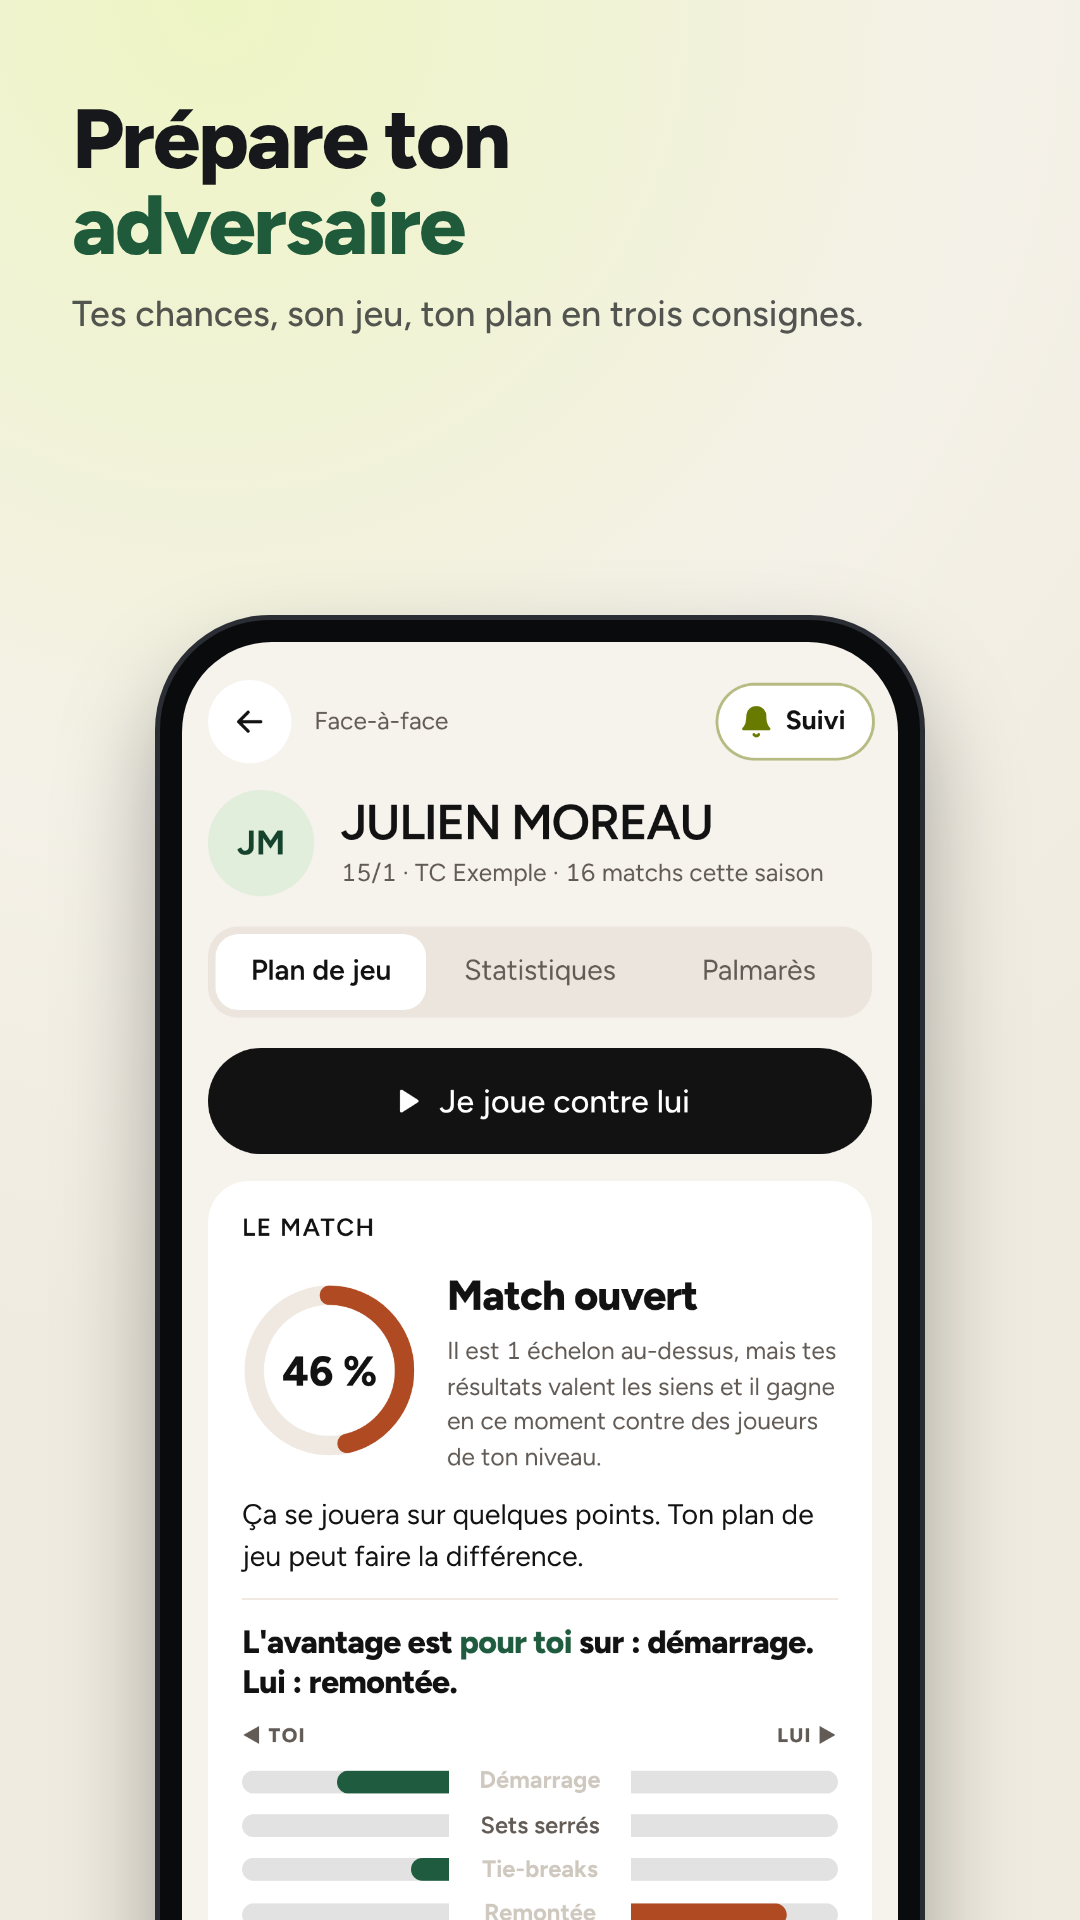 Prépare ton
adversaire
Tes chances, son jeu, ton plan en trois consignes.
Face-à-face
Suivi
JM
JULIEN MOREAU
15/1 · TC Exemple · 16 matchs cette saison
Plan de jeu
Statistiques
Palmarès
Je joue contre lui
LE MATCH
46 %
Match ouvert
Il est 1 échelon au-dessus, mais tes
résultats valent les siens et il gagne
en ce moment contre des joueurs
de ton niveau.
Ça se jouera sur quelques points. Ton plan de
jeu peut faire la différence.
L'avantage est pour toi sur : démarrage.
Lui : remontée.
TOI
LUI
Démarrage
Sets serrés
Tie-breaks
Remontée